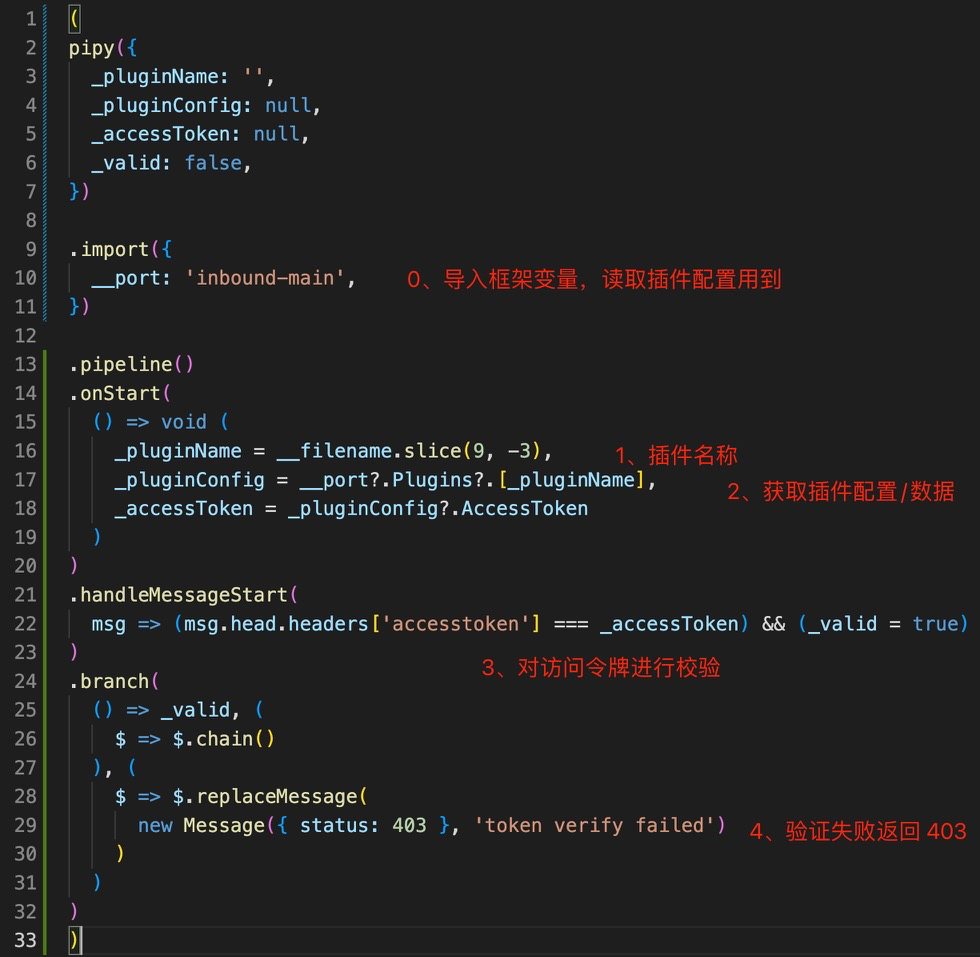 1 (
2 pipy({
3   _pluginName: '',
4   _pluginConfig: null,
5   _accessToken: null,
6   _valid: false,
7 })
8
9 .import({
10   __port: 'inbound-main', 0、导入框架变量，读取插件配置用到
11 })
12
13 .pipeline()
14 .onStart(
15   () => void (
16     _pluginName = __filename.slice(9, -3), 1、插件名称
17     _pluginConfig = __port?.Plugins?.[_pluginName], 2、获取插件配置/数据
18     _accessToken = _pluginConfig?.AccessToken
19   )
20 )
21 .handleMessageStart(
22   msg => (msg.head.headers['accesstoken'] === _accessToken) && (_valid = true)
23 ) 3、对访问令牌进行校验
24 .branch(
25   () => _valid, (
26     $ => $.chain()
27   ), (
28     $ => $.replaceMessage(
29       new Message({ status: 403 }, 'token verify failed') 4、验证失败返回 403
30     )
31   )
32 )
33 )